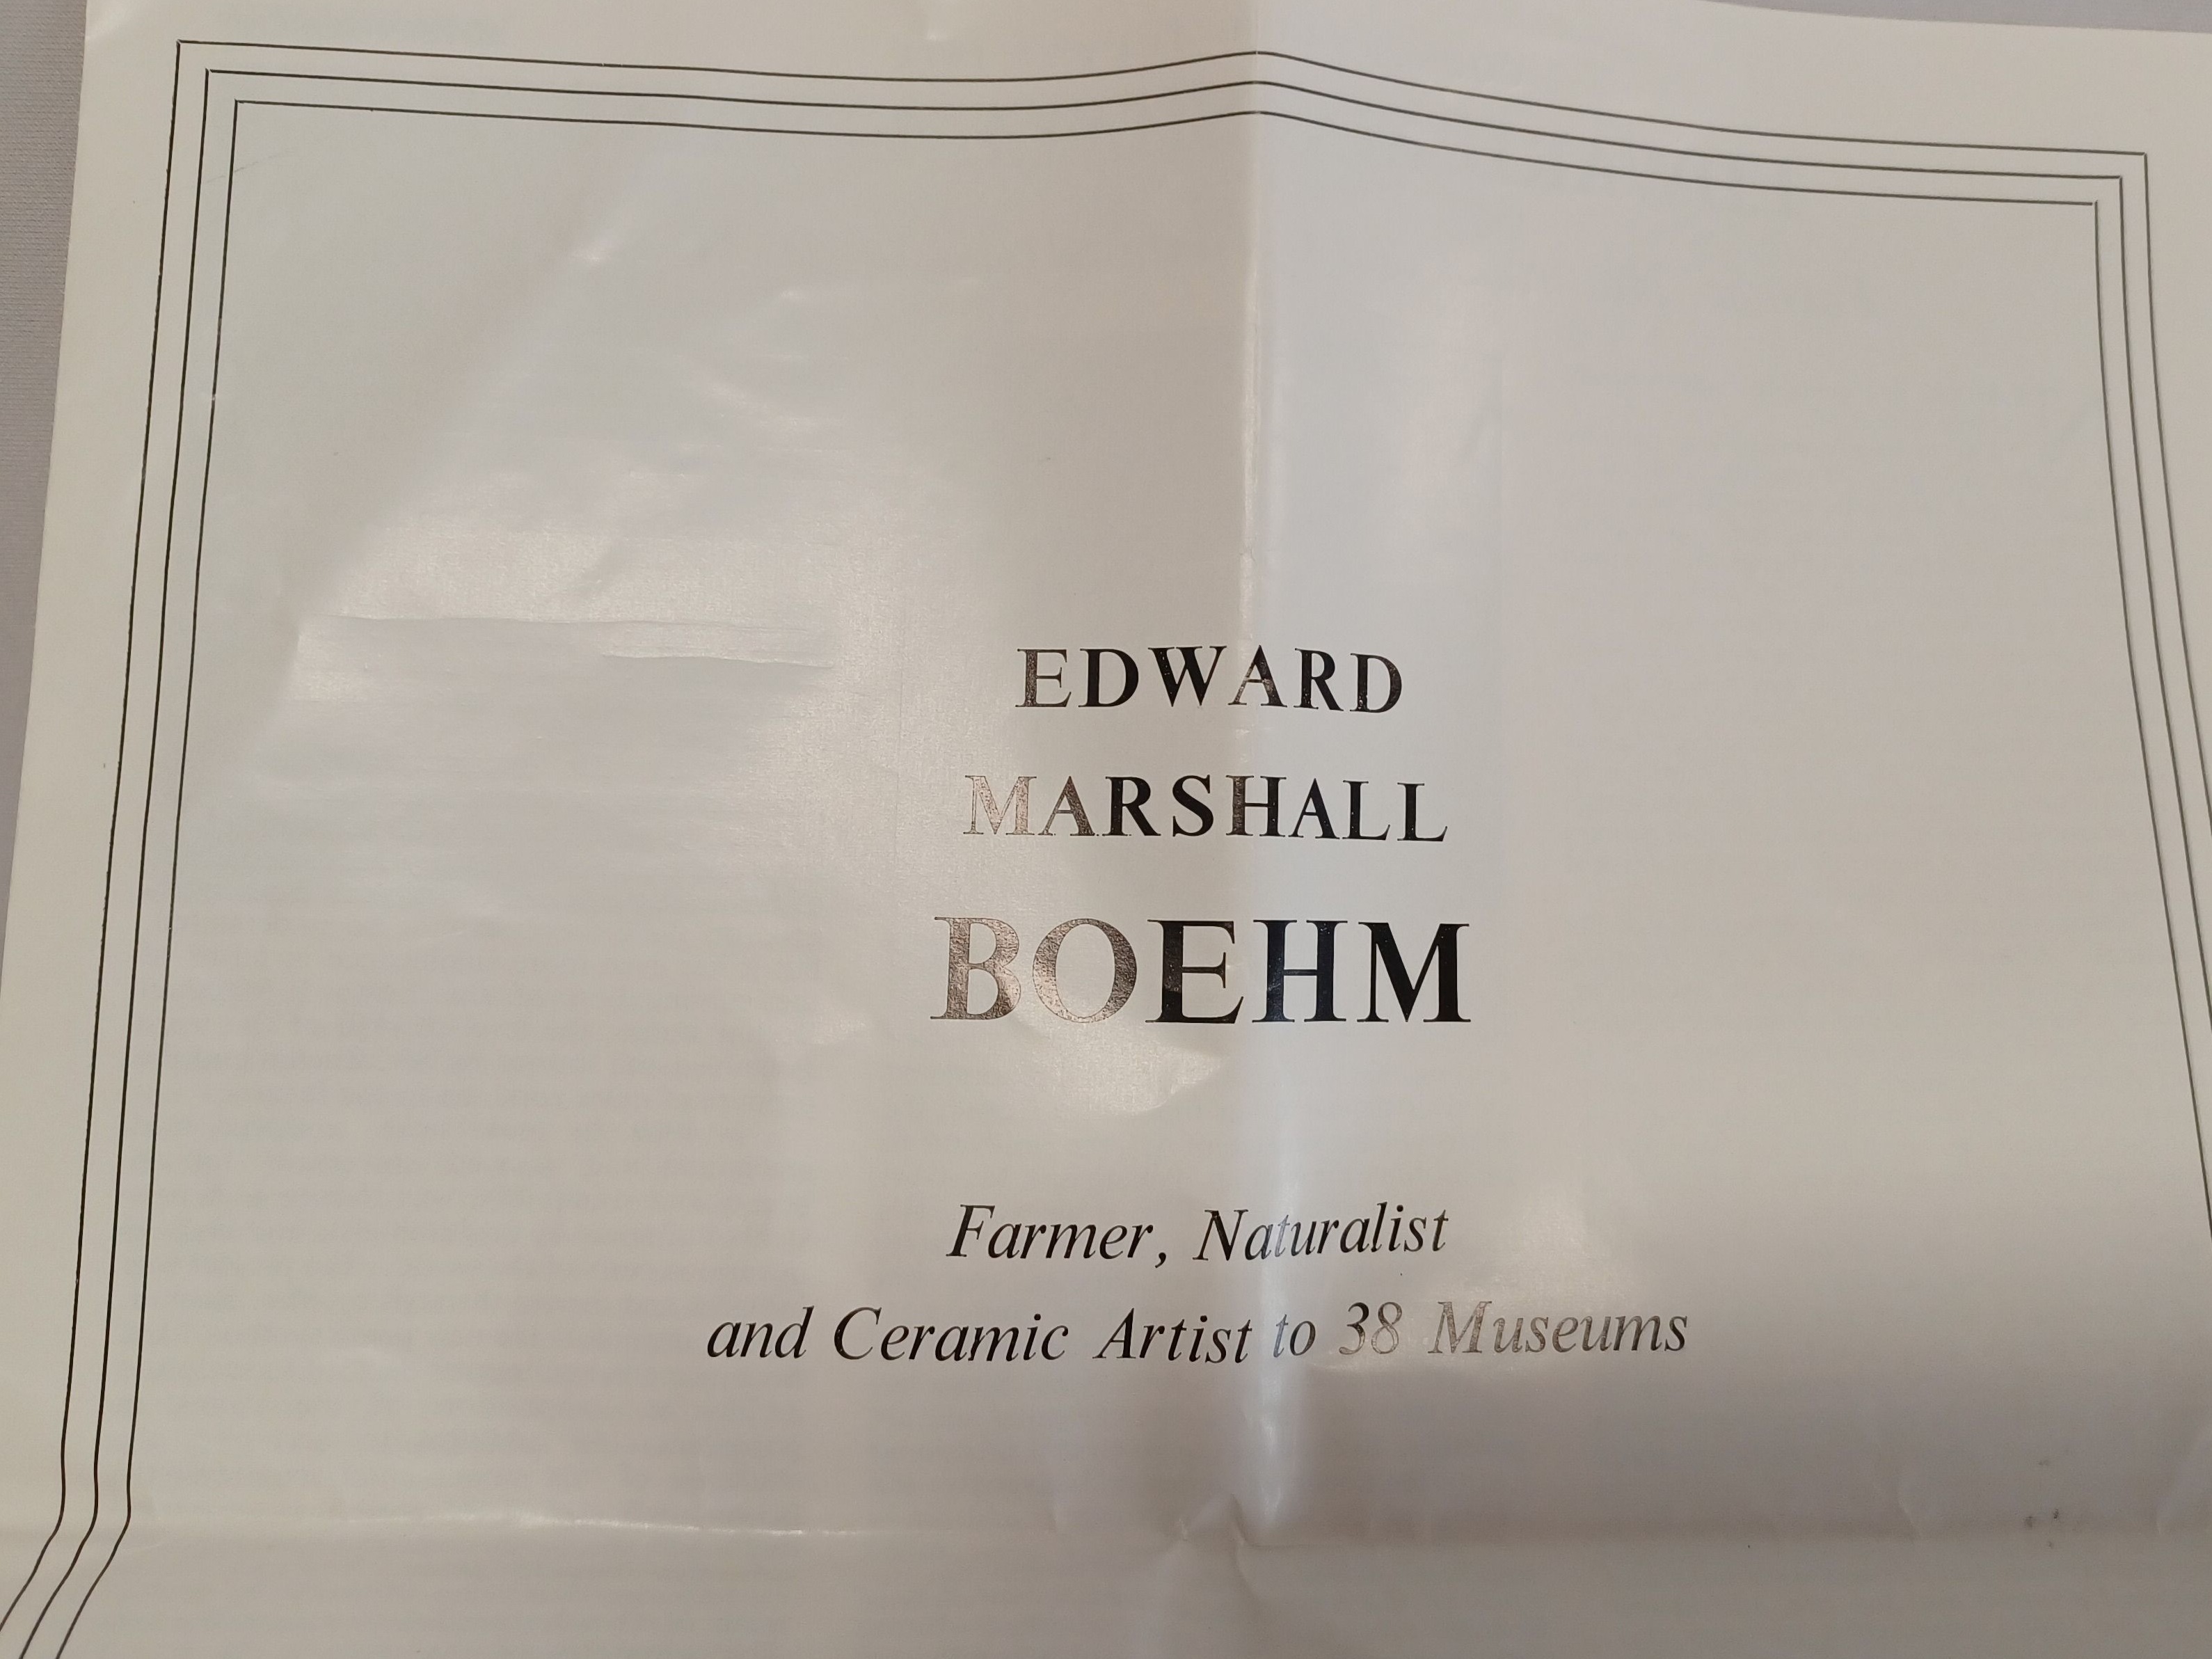 EDWARD
MARSHALL
BOEHM
Farmer, Naturalist
and Ceramic Artist to 38 Museums